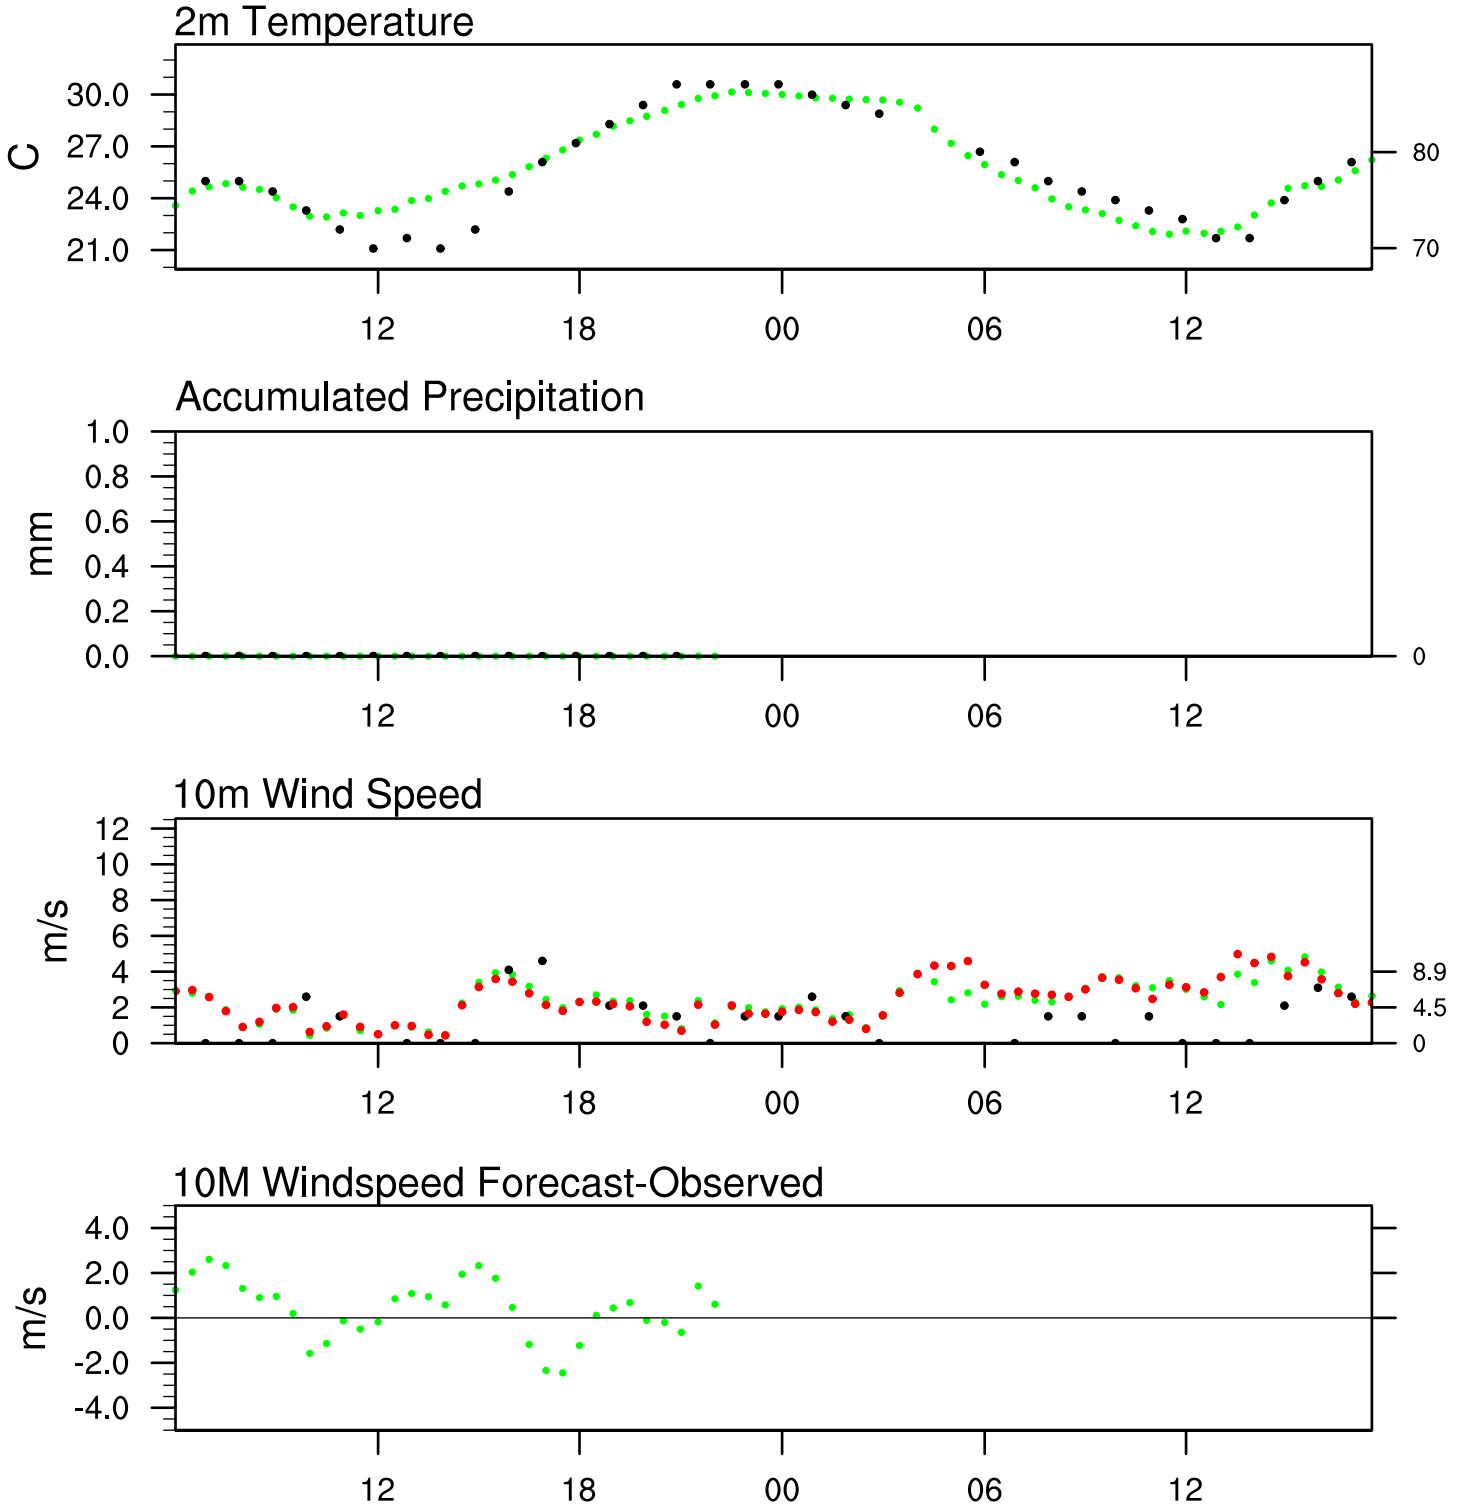 2m Temperature
30.0
27.0
24.0
21.0
C
80
70
12 18 00 06 12
Accumulated Precipitation
1.0
0.8
0.6
0.4
0.2
0.0
mm
0
12 18 00 06 12
10m Wind Speed
12
10
8
6
4
2
0
m/s
8.9
4.5
0
12 18 00 06 12
10M Windspeed Forecast-Observed
4.0
2.0
0.0
-2.0
-4.0
m/s
12 18 00 06 12